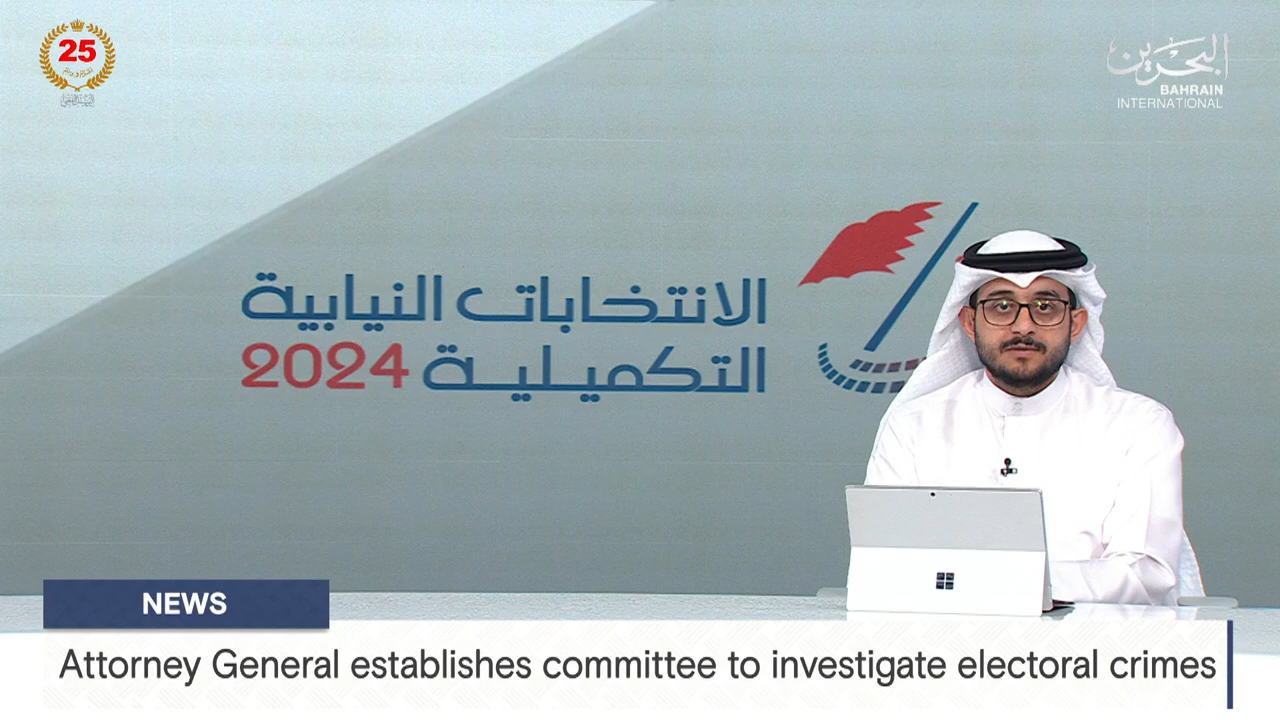 25
البحرين
BAHRAIN
INTERNATIONAL
الانتخابات النيابية
التكميلية 2024
NEWS
Attorney General establishes committee to investigate electoral crimes